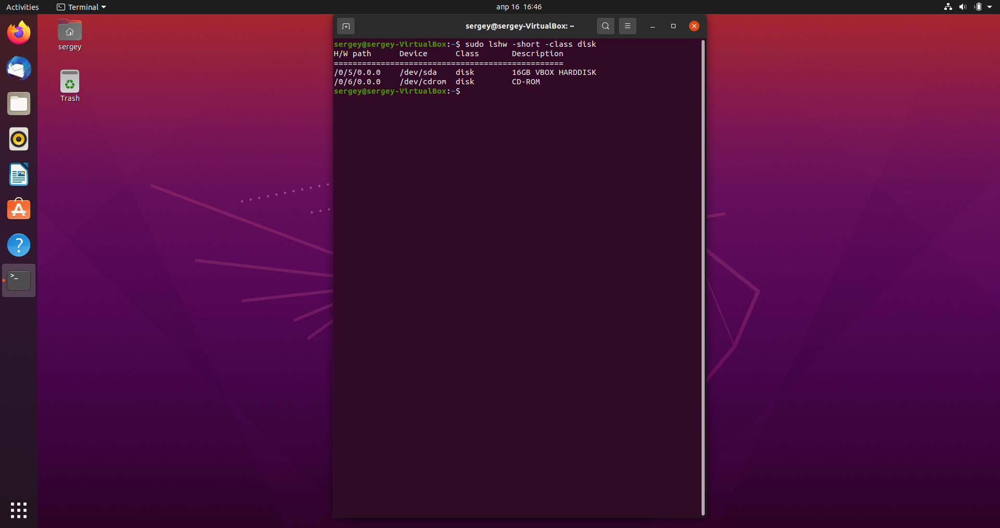 Activities
Terminal
апр 16 16:46
sergey
Trash
sergey@sergey-VirtualBox: ~
sergey@sergey-VirtualBox:~$ sudo lshw -short -class disk
H/W path      Device      Class       Description
=================================================
/0/5/0.0.0    /dev/sda    disk        16GB VBOX HARDDISK
/0/6/0.0.0    /dev/cdrom  disk        CD-ROM
sergey@sergey-VirtualBox:~$